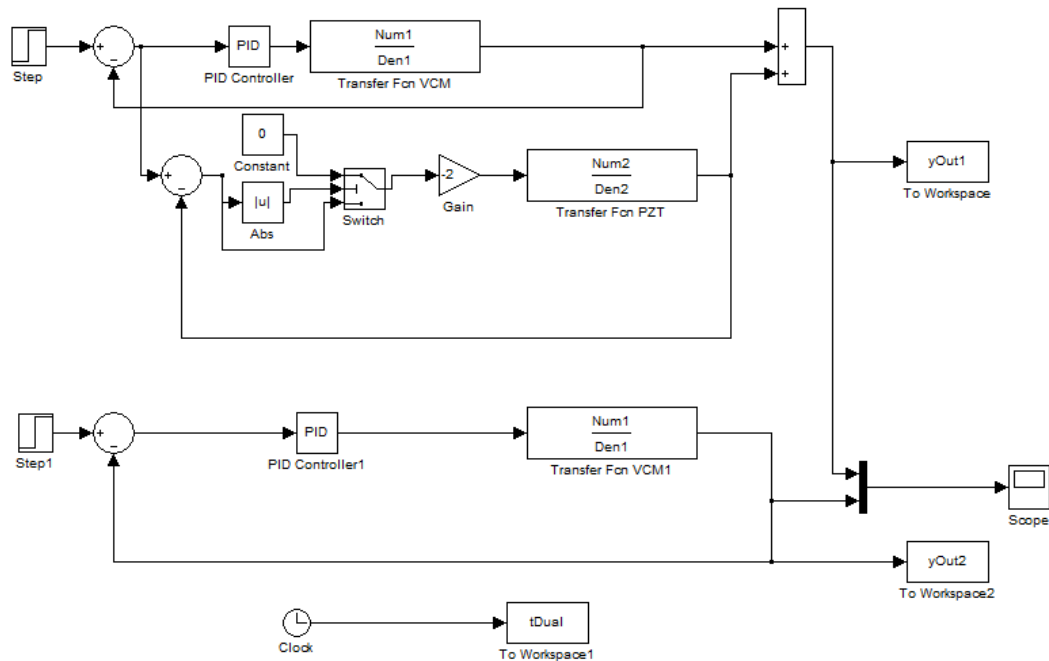 +
−
Step
PID
PID Controller
Num1
Den1
Transfer Fcn VCM
+
+
0
Constant
+
−
|u|
Abs
Switch
-2
Gain
Num2
Den2
Transfer Fcn PZT
yOut1
To Workspace
+
−
Step1
PID
PID Controller1
Num1
Den1
Transfer Fcn VCM1
Scope
yOut2
To Workspace2
Clock
tDual
To Workspace1